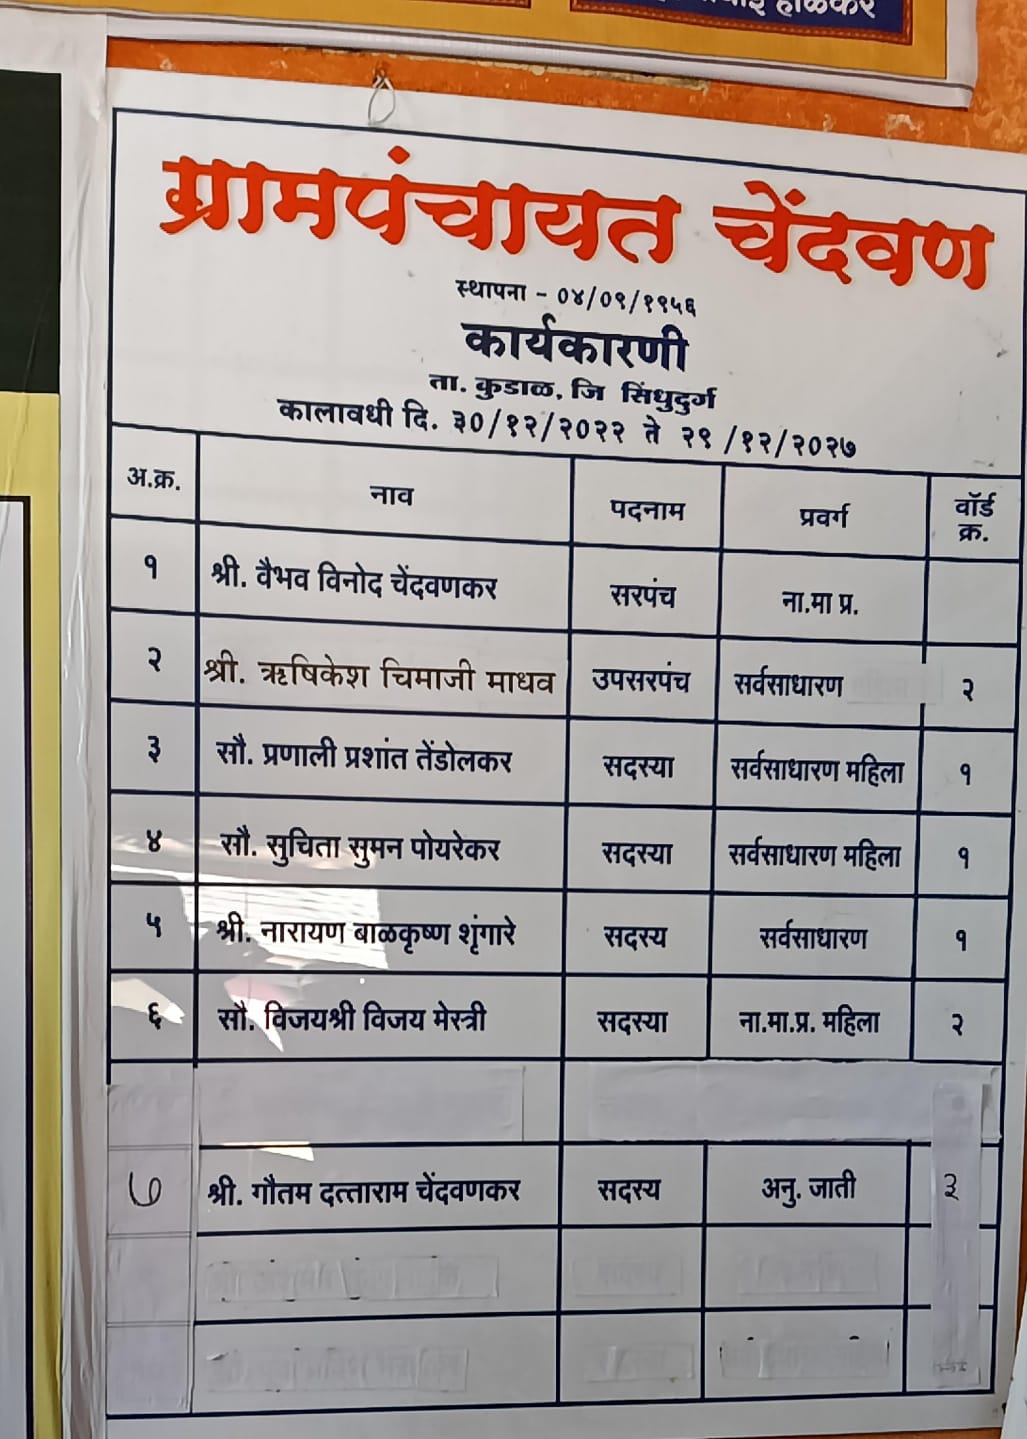 होळकर
ग्रामपंचायत चेंदवण
स्थापना - ०४/०९/१९५६
कार्यकारणी
ता. कुडाळ, जि सिंधुदुर्ग
कालावधी दि. ३०/१२/२०२२ ते २९ /१२/२०२७
अ.क्र. नाव पदनाम प्रवर्ग वॉर्ड क्र.
१ श्री. वैभव विनोद चेंदवणकर सरपंच ना.मा प्र.
२ श्री. ऋषिकेश चिमाजी माधव उपसरपंच सर्वसाधारण २
३ सौ. प्रणाली प्रशांत तेंडोलकर सदस्या सर्वसाधारण महिला १
४ सौ. सुचिता सुमन पोयरेकर सदस्या सर्वसाधारण महिला १
५ श्री. नारायण बाळकृष्ण शृंगारे सदस्य सर्वसाधारण १
६ सौ. विजयश्री विजय मेस्त्री सदस्या ना.मा.प्र. महिला २
७ श्री. गौतम दत्ताराम चेंदवणकर सदस्य अनु. जाती ३